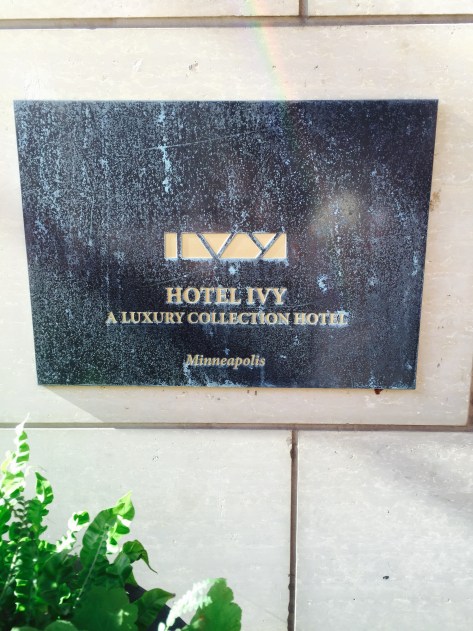 IVY
HOTEL IVY
A LUXURY COLLECTION HOTEL
Minneapolis